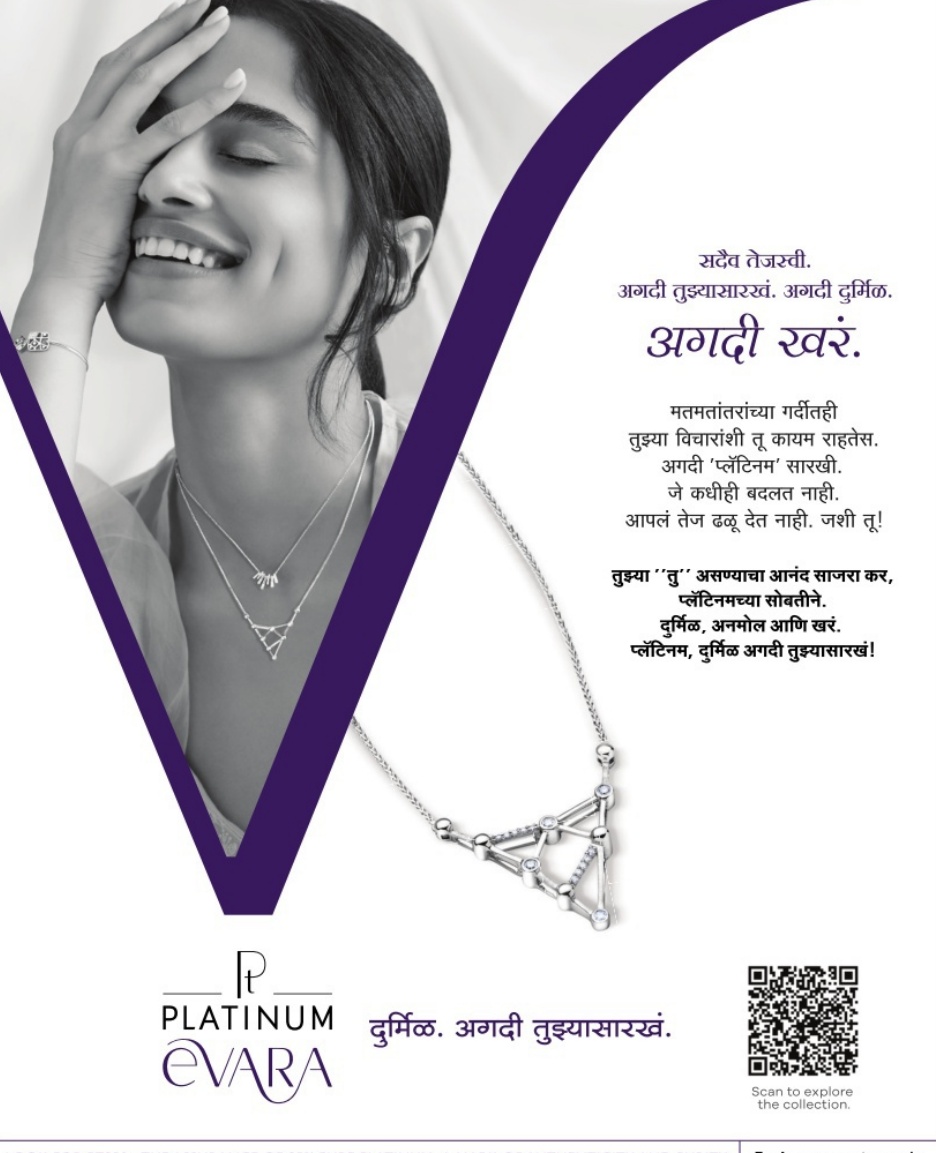 सदैव तेजस्वी.
अगदी तुझ्यासारखं. अगदी दुर्मिळ.
अगदी खरं.
मतमतांतरांच्या गर्दीतही
तुझ्या विचारांशी तू कायम राहतेस.
अगदी 'प्लॅटिनम' सारखी.
जे कधीही बदलत नाही.
आपलं तेज ढळू देत नाही. जशी तू!
तुझ्या ''तु'' असण्याचा आनंद साजरा कर,
प्लॅटिनमच्या सोबतीने.
दुर्मिळ, अनमोल आणि खरं.
प्लॅटिनम, दुर्मिळ अगदी तुझ्यासारखं!
Pt
PLATINUM
evARA
दुर्मिळ. अगदी तुझ्यासारखं.
Scan to explore
the collection.